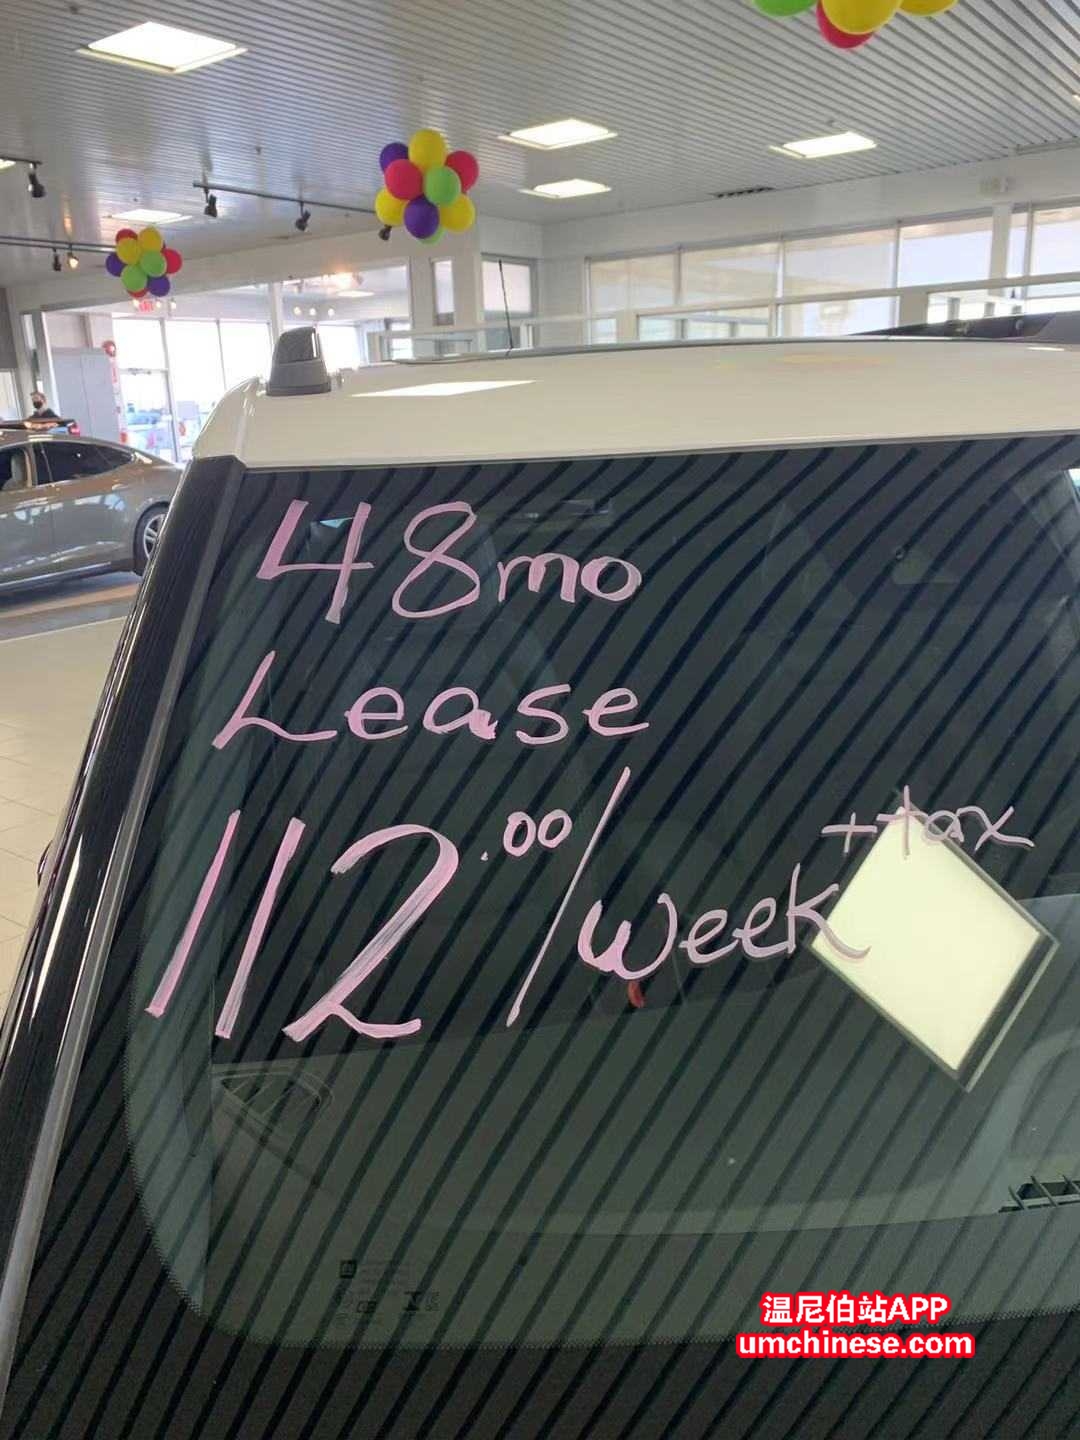 48mo
Lease
112.00/week + tax
温尼伯站APP
umchinese.com